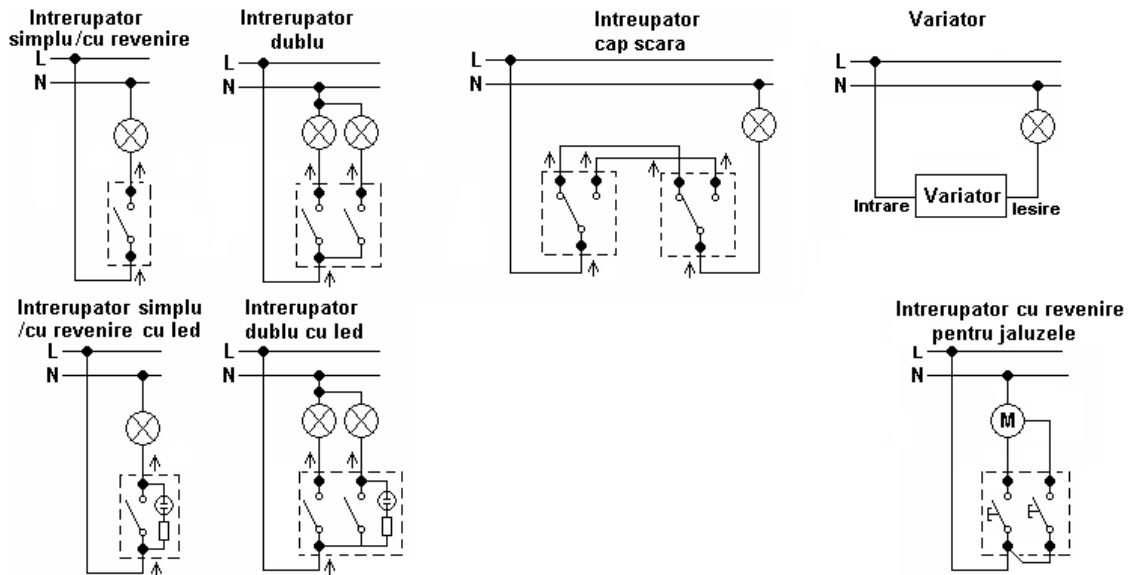 Intrerupator
simplu/cu revenire
L
N
Intrerupator
dublu
L
N
Intreupator
cap scara
L
N
Variator
L
N
Variator
Intrare
Iesire
Intrerupator simplu
/cu revenire cu led
L
N
Intrerupator
dublu cu led
L
N
Intrerupator cu revenire
pentru jaluzele
L
N
M